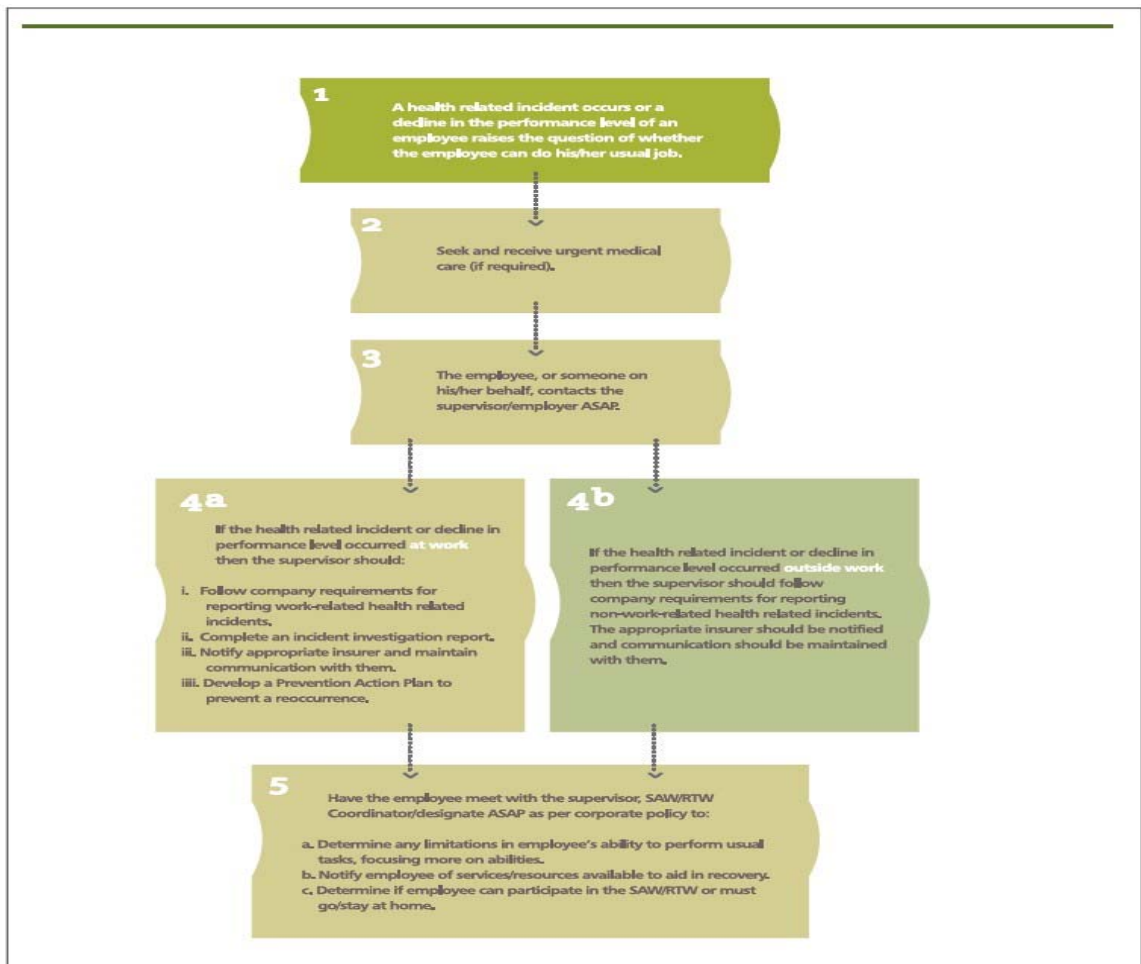 1
A health related incident occurs or a
decline in the performance level of an
employee raises the question of whether
the employee can do his/her usual job.
2
Seek and receive urgent medical
care (if required).
3
The employee, or someone on
his/her behalf, contacts the
supervisor/employer ASAP.
4a
If the health related incident or decline in
performance level occurred at work
then the supervisor should:
i. Follow company requirements for
reporting work-related health related
incidents.
ii. Complete an incident investigation report.
iii. Notify appropriate insurer and maintain
communication with them.
iiii. Develop a Prevention Action Plan to
prevent a reoccurrence.
4b
If the health related incident or decline in
performance level occurred outside work
then the supervisor should follow
company requirements for reporting
non-work-related health related incidents.
The appropriate insurer should be notified
and communication should be maintained
with them.
5
Have the employee meet with the supervisor, SAW/RTW
Coordinator/designate ASAP as per corporate policy to:
a. Determine any limitations in employee's ability to perform usual
tasks, focusing more on abilities.
b. Notify employee of services/resources available to aid in recovery.
c. Determine if employee can participate in the SAW/RTW or must
go/stay at home.